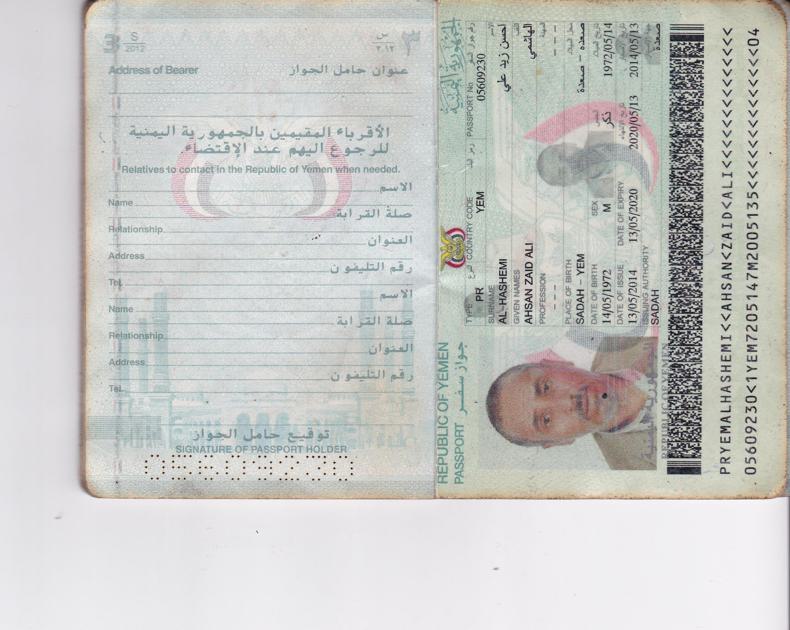 3
S
2012
Address of Bearer
عنوان حامل الجواز
س
٢٠١٢
الأقرباء المقيمين بالجمهورية اليمنية
للرجوع اليهم عند الإقتضاء
Relatives to contact in the Republic of Yemen when needed.
Name
الاسم
Relationship
صلة القرابة
Address
العنوان
Tel.
رقم التليفون
Name
الاسم
Relationship
صلة القرابة
Address
العنوان
Tel.
رقم التليفون
توقيع حامل الجواز
SIGNATURE OF PASSPORT HOLDER
REPUBLIC OF YEMEN
الجمهورية اليمنية
PASSPORT جواز سفر
TYPE النوع COUNTRY CODE رمز البلد PASSPORT No رقم جواز السفر
PR YEM 05609230
SURNAME الاسم
AL-HASHEMI احسن زيد علي
GIVEN NAMES اللقب
AHSAN ZAID ALI الهاشمي
PROFESSION المهنة
--- ---
PLACE OF BIRTH محل الميلاد
SADAH - YEM صعده - صعدة
DATE OF BIRTH SEX الجنس تاريخ الميلاد
14/05/1972 M ذكر 1972/05/14
DATE OF ISSUE DATE OF EXPIRY تاريخ الانتهاء تاريخ الإصدار
13/05/2014 13/05/2020 2020/05/13 2014/05/13
ISSUING AUTHORITY
SADAH صعدة
الجمهورية اليمنية
REPUBLIC OF YEMEN
PRYEMALHASHEMI<<AHSAN<ZAID<ALI<<<<<<<<<<<<<<
05609230<1YEM7205147M2005135<<<<<<<<<<<<<<04